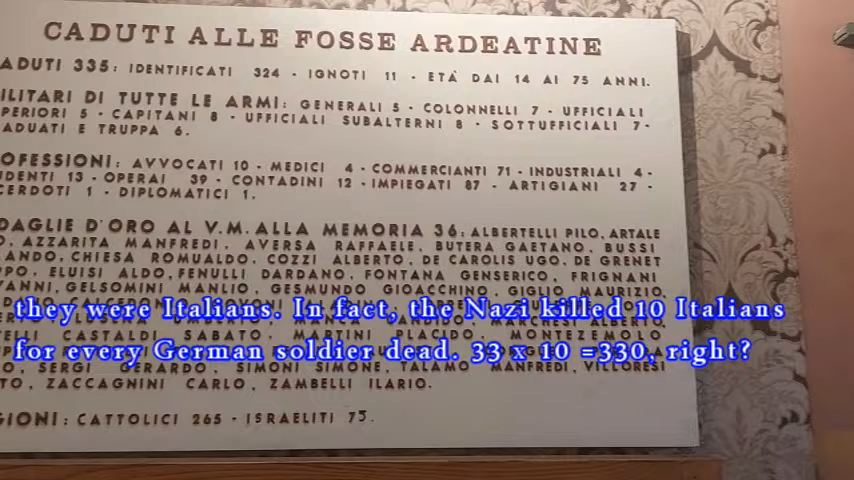 CADUTI ALLE FOSSE ARDEATINE
ADUTI 335: IDENTIFICATI 324 - IGNOTI 11 - ETÀ DAI 14 AI 75 ANNI.
ILITARI DI TUTTE LE ARMI: GENERALI 5 - COLONNELLI 7 - UFFICIALI
PERIORI 5 - CAPITANI 8 - UFFICIALI SUBALTERNI 8 - SOTTUFFICIALI 7-
ADUATI E TRUPPA 6.
OFESSIONI: AVVOCATI 10 - MEDICI 4 - COMMERCIANTI 71 - INDUSTRIALI 4-
UDENTI 13 - OPERAI 39 - CONTADINI 12 - IMPIEGATI 87 - ARTIGIANI 27 -
CERDOTI 1 - DIPLOMATICI 1.
DAGLIE D'ORO AL V.M. ALLA MEMORIA 36: ALBERTELLI PILO, ARTALE
O, AZZARITA MANFREDI, AVERSA RAFFAELE, BUTERA GAETANO, BUSSI
ANDO, CHIESA ROMUALDO, COZZI ALBERTO, DE CAROLIS UGO, DE GRENET
PPO, ELUISI ALDO, FENULLI DARDANO, FONTANA GENSERICO, FRIGNANI
VANNI, GELSOMINI MANLIO, GESMUNDO GIOACCHINO, GIGLIO MAURIZIO,
they were Italians. In fact, the Nazi killed 10 Italians
ALBERTO,
ELLI CASTALDI SABATO, MARTINI PLACIDO, MONTEZEMOLO
for every German soldier dead. 33 x 10 =330, right?
O, SERGI GERARDO, SIMONI SIMONE, TALAMO MANFREDI, VILLORESI
TO, ZACCAGNINI CARLO, ZAMBELLI ILARIO.
GIONI: CATTOLICI 265 - ISRAELITI 75.